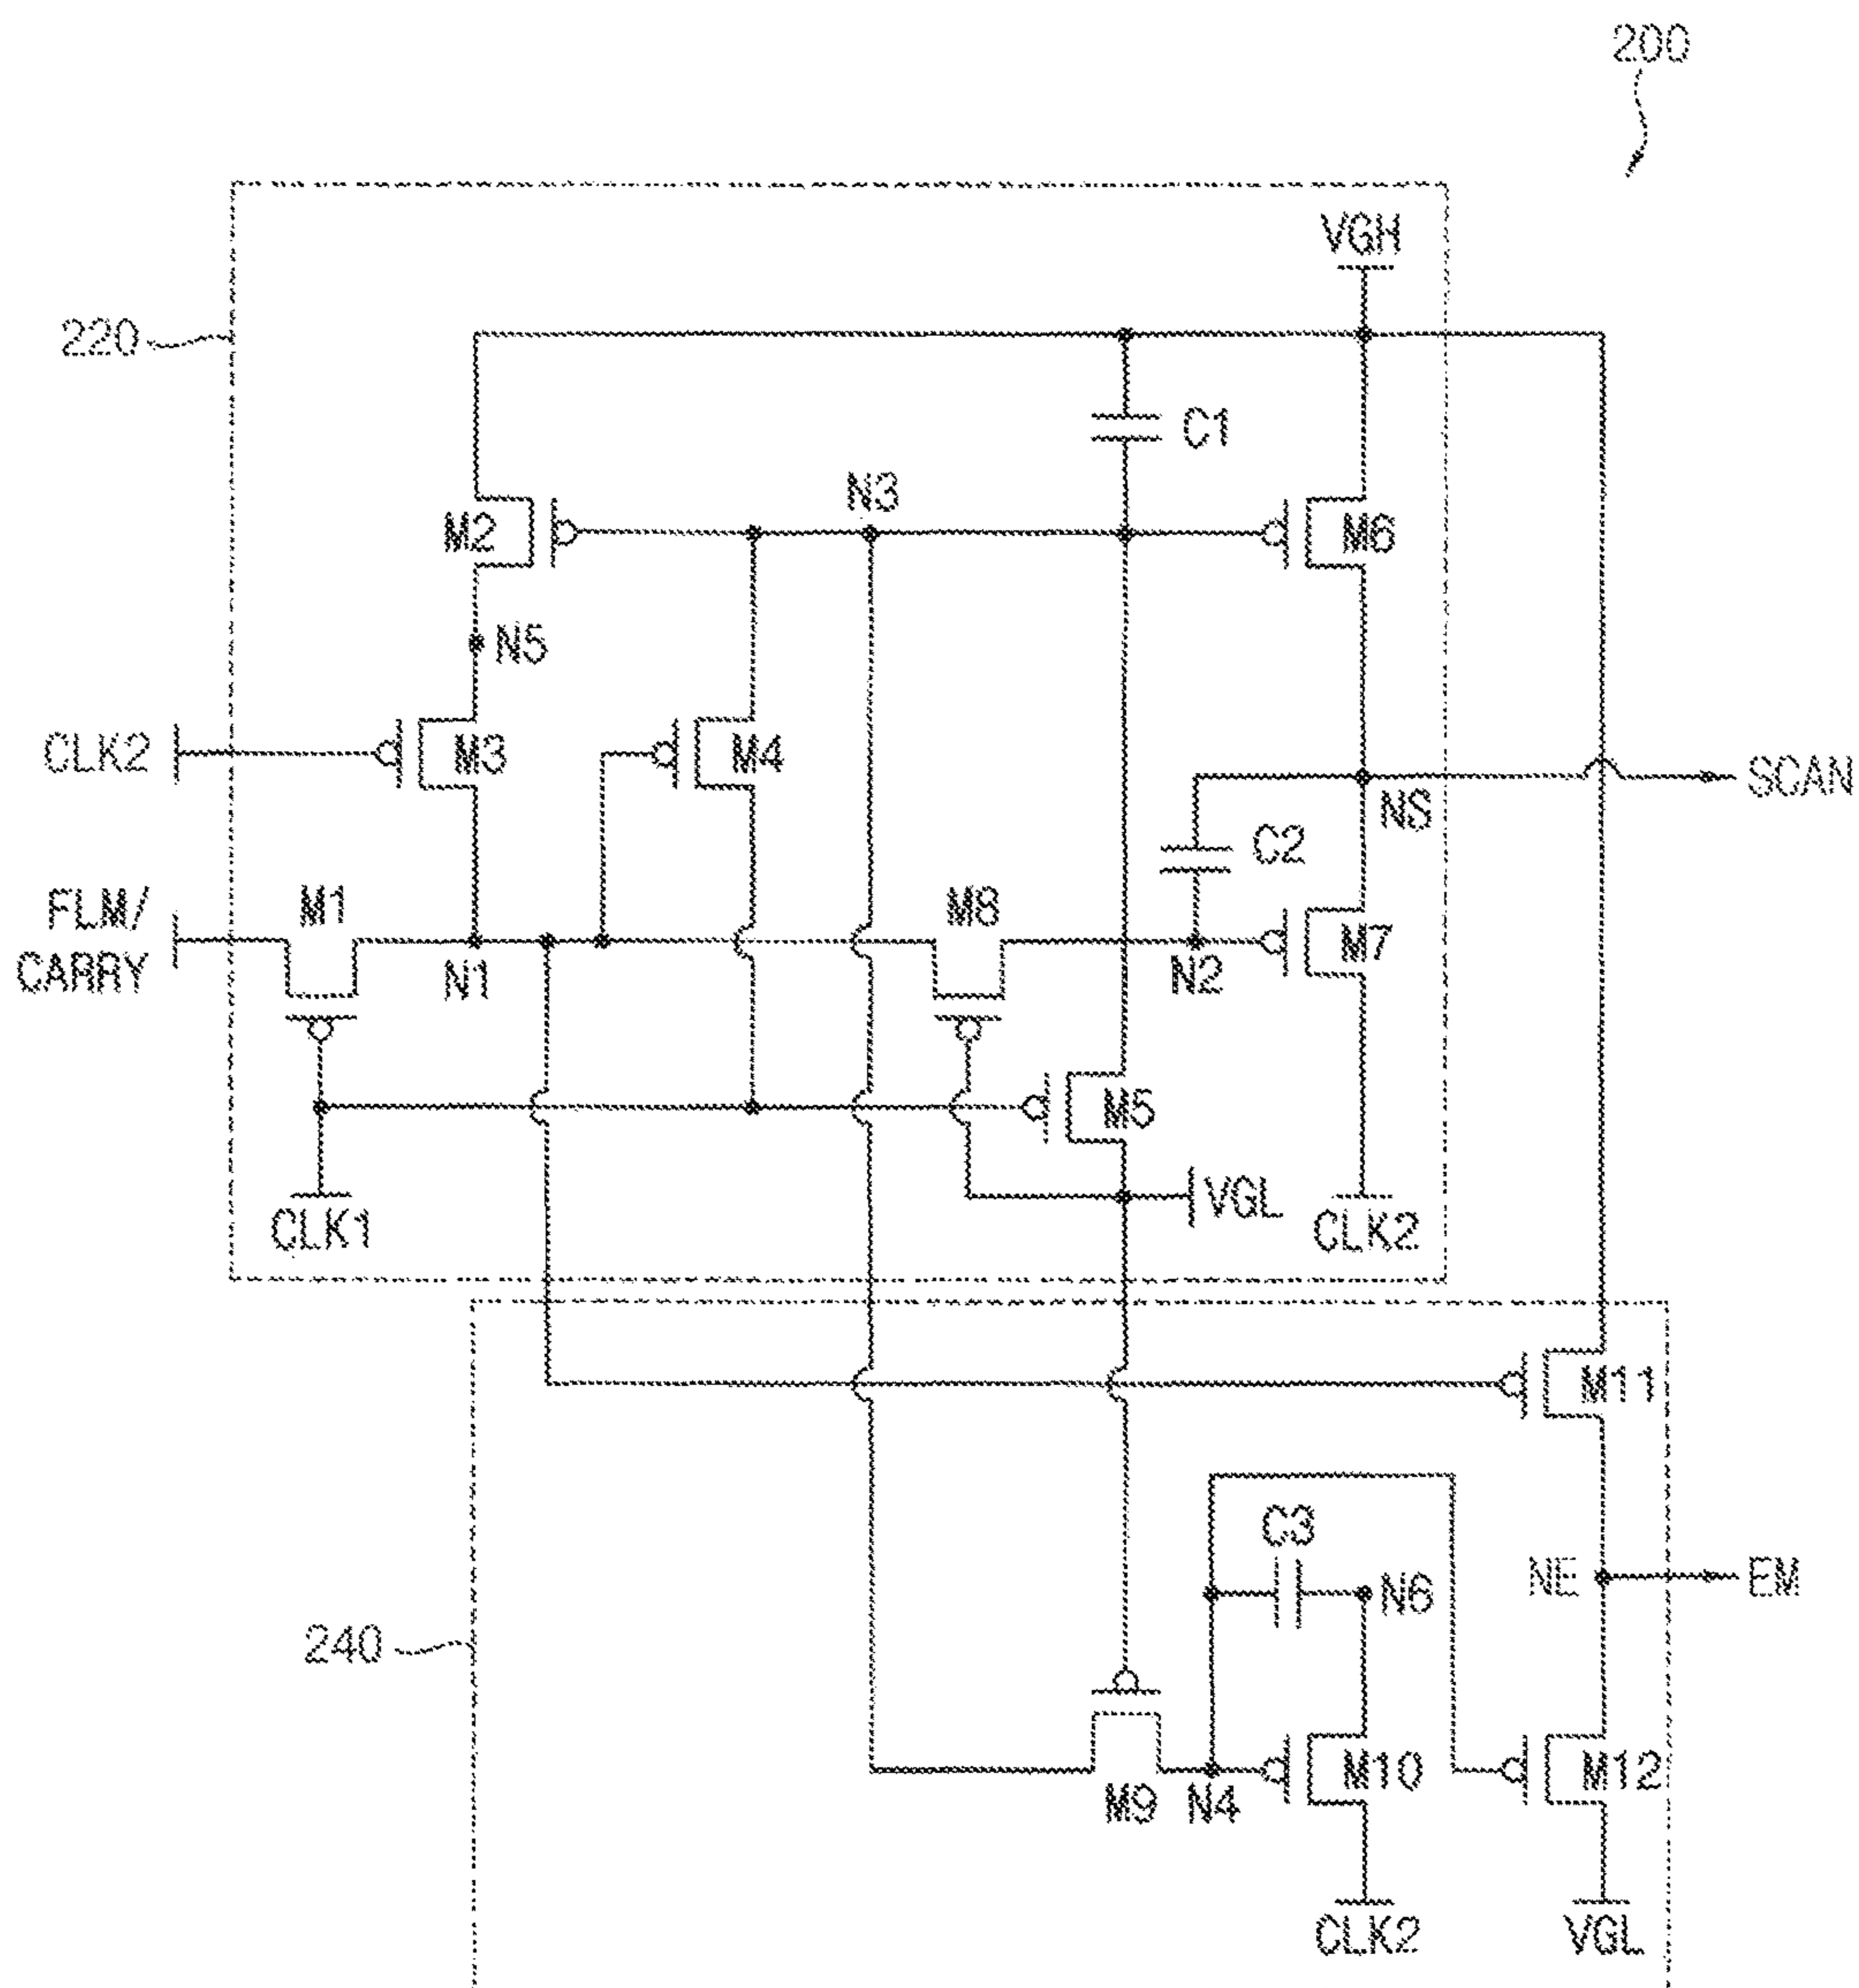 200
VGH
220
C1
N3
M2
M6
N5
CLK2
M3
M4
SCAN
NS
C2
FLM/
CARRY
M1
M8
N1
N2
M7
M5
CLK1
VGL
CLK2
M11
C3
N6
NE
EM
240
M9
N4
M10
M12
CLK2
VGL